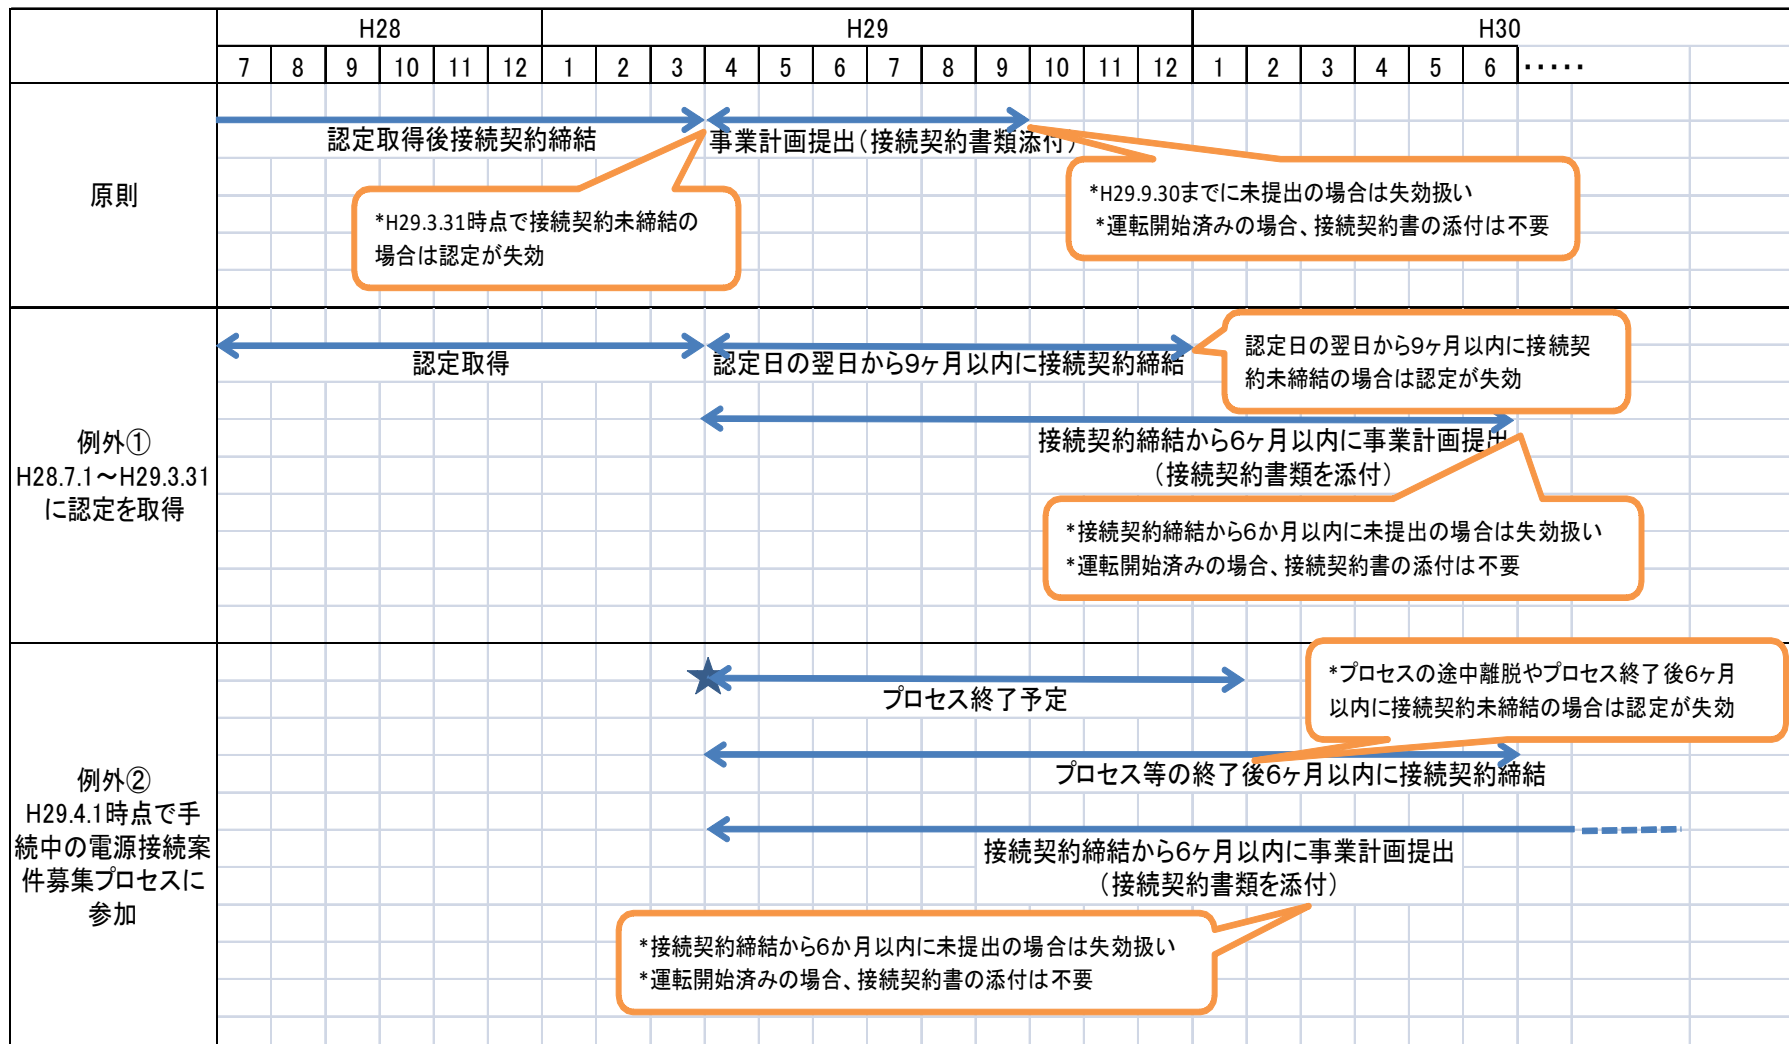 H28 H29 H30
7 8 9 10 11 12 1 2 3 4 5 6 7 8 9 10 11 12 1 2 3 4 5 6 ・・・・・
原則
認定取得後接続契約締結
事業計画提出(接続契約書類添付)
*H29.3.31時点で接続契約未締結の
場合は認定が失効
*H29.9.30までに未提出の場合は失効扱い
*運転開始済みの場合、接続契約書の添付は不要
例外①
H28.7.1～H29.3.31
に認定を取得
認定取得
認定日の翌日から9ヶ月以内に接続契約締結
認定日の翌日から9ヶ月以内に接続契
約未締結の場合は認定が失効
接続契約締結から6ヶ月以内に事業計画提出
(接続契約書類を添付)
*接続契約締結から6か月以内に未提出の場合は失効扱い
*運転開始済みの場合、接続契約書の添付は不要
例外②
H29.4.1時点で手
続中の電源接続案
件募集プロセスに
参加
プロセス終了予定
*プロセスの途中離脱やプロセス終了後6ヶ月
以内に接続契約未締結の場合は認定が失効
プロセス等の終了後6ヶ月以内に接続契約締結
接続契約締結から6ヶ月以内に事業計画提出
(接続契約書類を添付)
*接続契約締結から6か月以内に未提出の場合は失効扱い
*運転開始済みの場合、接続契約書の添付は不要